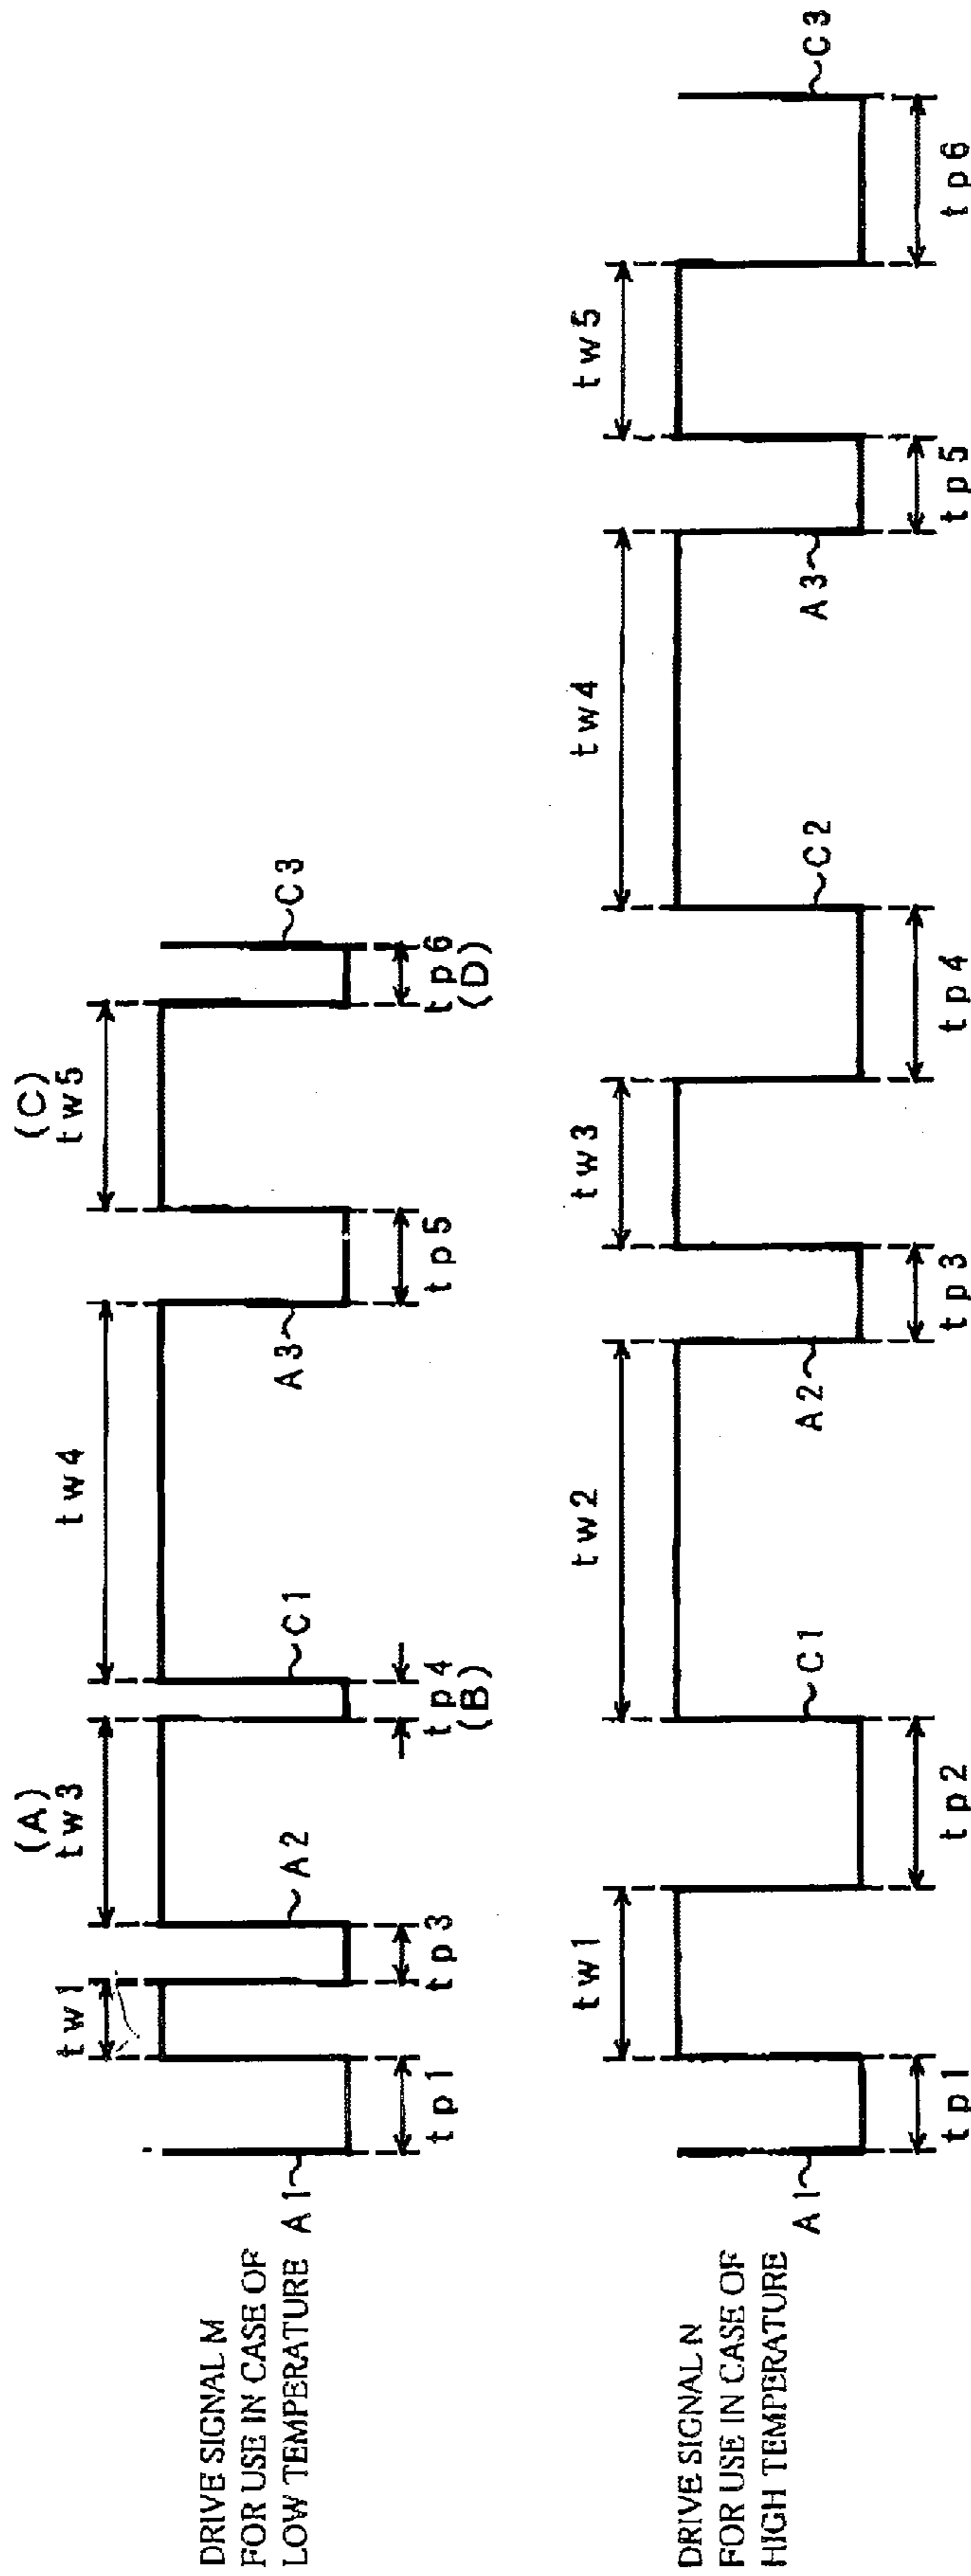 DRIVE SIGNAL M
FOR USE IN CASE OF
LOW TEMPERATURE
A1
tp1
tw1
tp3
A2
(A)
tw3
tp4
(B)
C1
tw4
A3
tp5
(C)
tw5
tp6
(D)
C3
DRIVE SIGNAL N
FOR USE IN CASE OF
HIGH TEMPERATURE
A1
tp1
tw1
tp2
C1
tw2
A2
tp3
tw3
tp4
C2
tw4
A3
tp5
tw5
tp6
C3